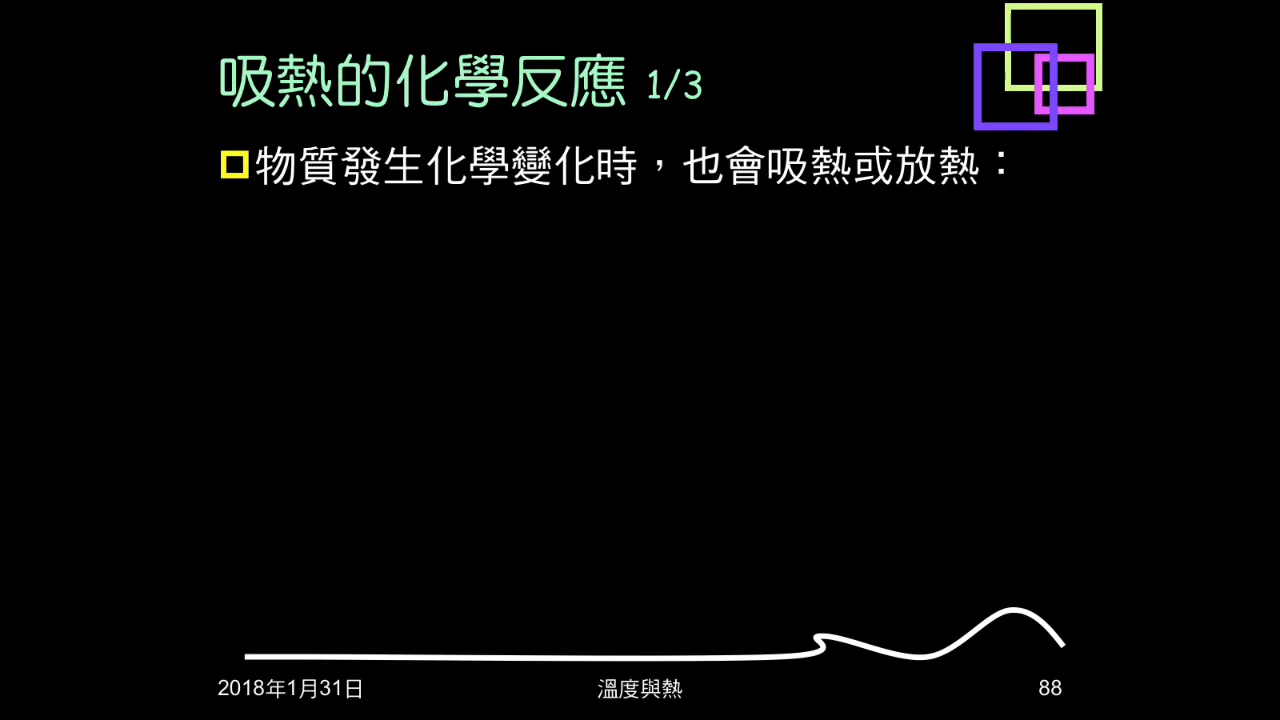 吸熱的化學反應 1/3
物質發生化學變化時，也會吸熱或放熱：
2018年1月31日
溫度與熱
88